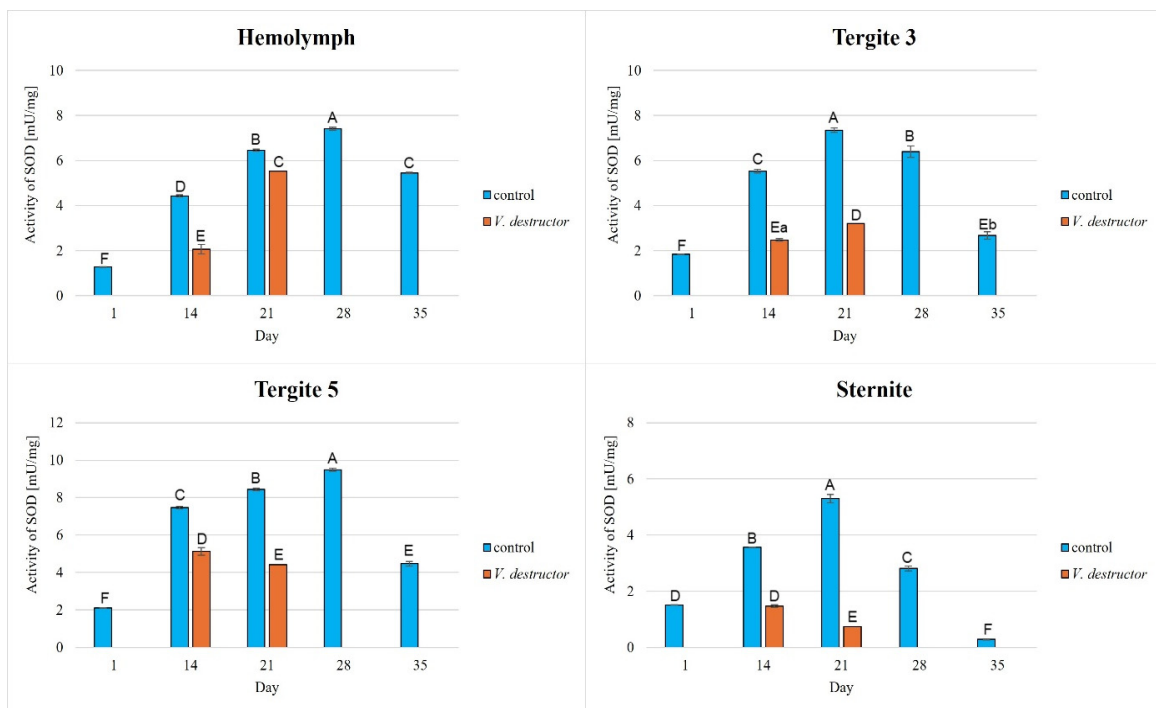 Hemolymph
Activity of SOD [mU/mg]
10
8
6
4
2
0
F
D
E
B
C
A
C
1 14 21 28 35
Day
control
V. destructor
Tergite 3
Activity of SOD [mU/mg]
10
8
6
4
2
0
F
C
Ea
A
D
B
Eb
1 14 21 28 35
Day
control
V. destructor
Tergite 5
Activity of SOD [mU/mg]
12
10
8
6
4
2
0
F
C
D
B
E
A
E
1 14 21 28 35
Day
control
V. destructor
Sternite
Activity of SOD [mU/mg]
8
6
4
2
0
D
B
D
A
E
C
F
1 14 21 28 35
Day
control
V. destructor